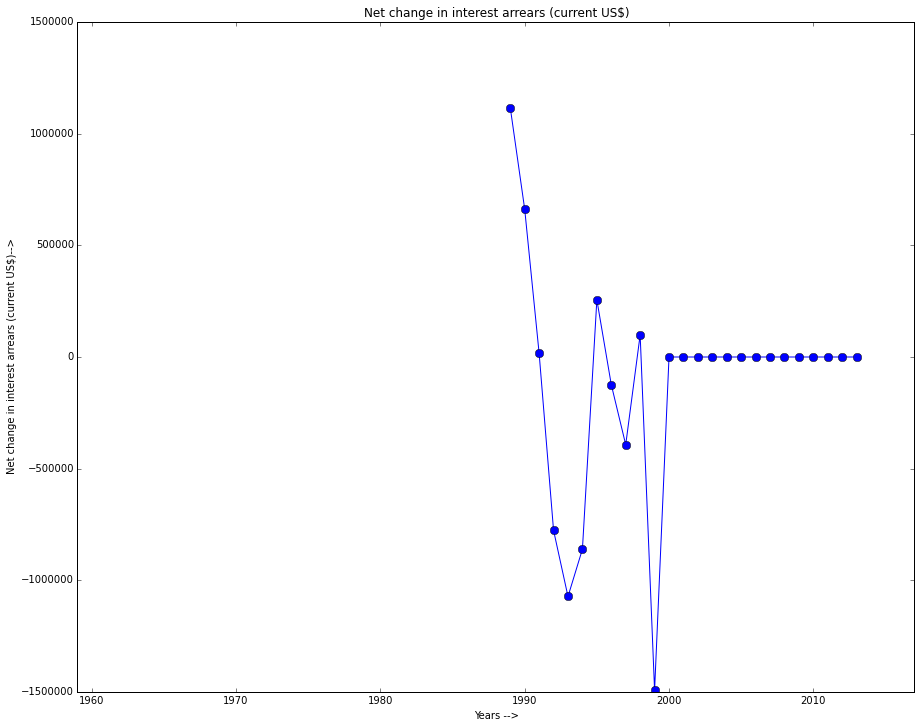 Net change in interest arrears (current US$)
1500000
1000000
500000
0
−500000
−1000000
−1500000
Net change in interest arrears (current US$)-->
1960 1970 1980 1990 2000 2010
Years -->